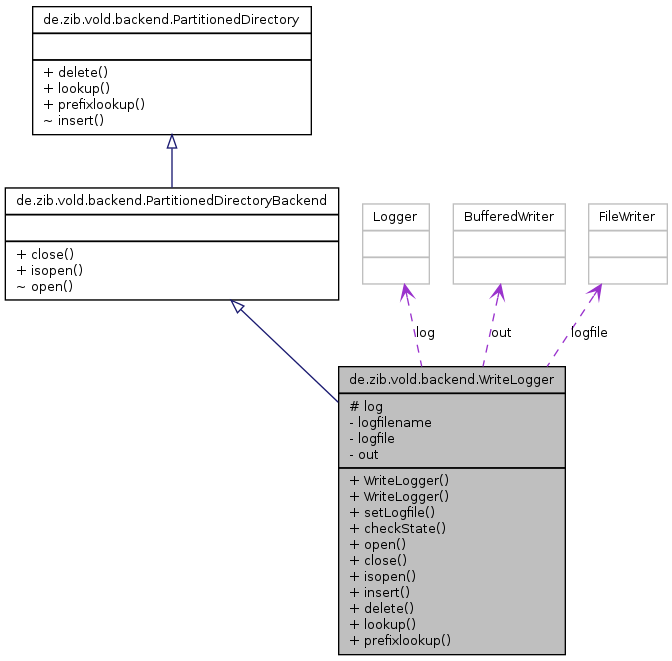 de.zib.vold.backend.PartitionedDirectory
+ delete()
+ lookup()
+ prefixlookup()
~ insert()
de.zib.vold.backend.PartitionedDirectoryBackend
+ close()
+ isopen()
~ open()
Logger
BufferedWriter
FileWriter
log
out
logfile
de.zib.vold.backend.WriteLogger
# log
- logfilename
- logfile
- out
+ WriteLogger()
+ WriteLogger()
+ setLogfile()
+ checkState()
+ open()
+ close()
+ isopen()
+ insert()
+ delete()
+ lookup()
+ prefixlookup()